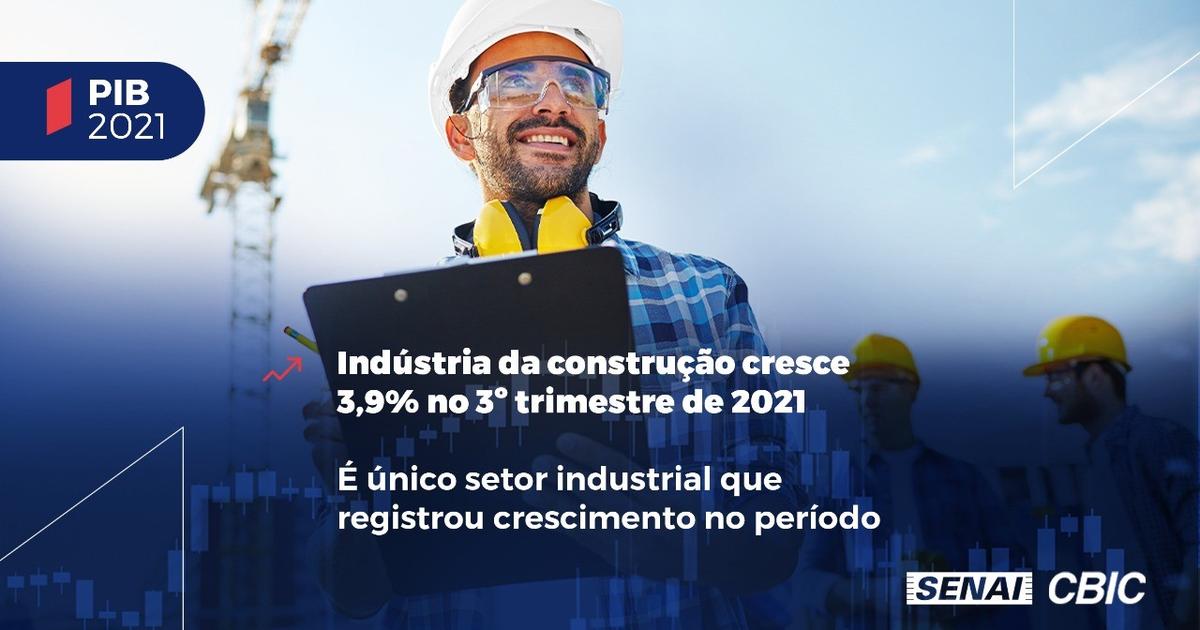 PIB
2021
Indústria da construção cresce
3,9% no 3º trimestre de 2021
É único setor industrial que
registrou crescimento no período
SENAI CBIC